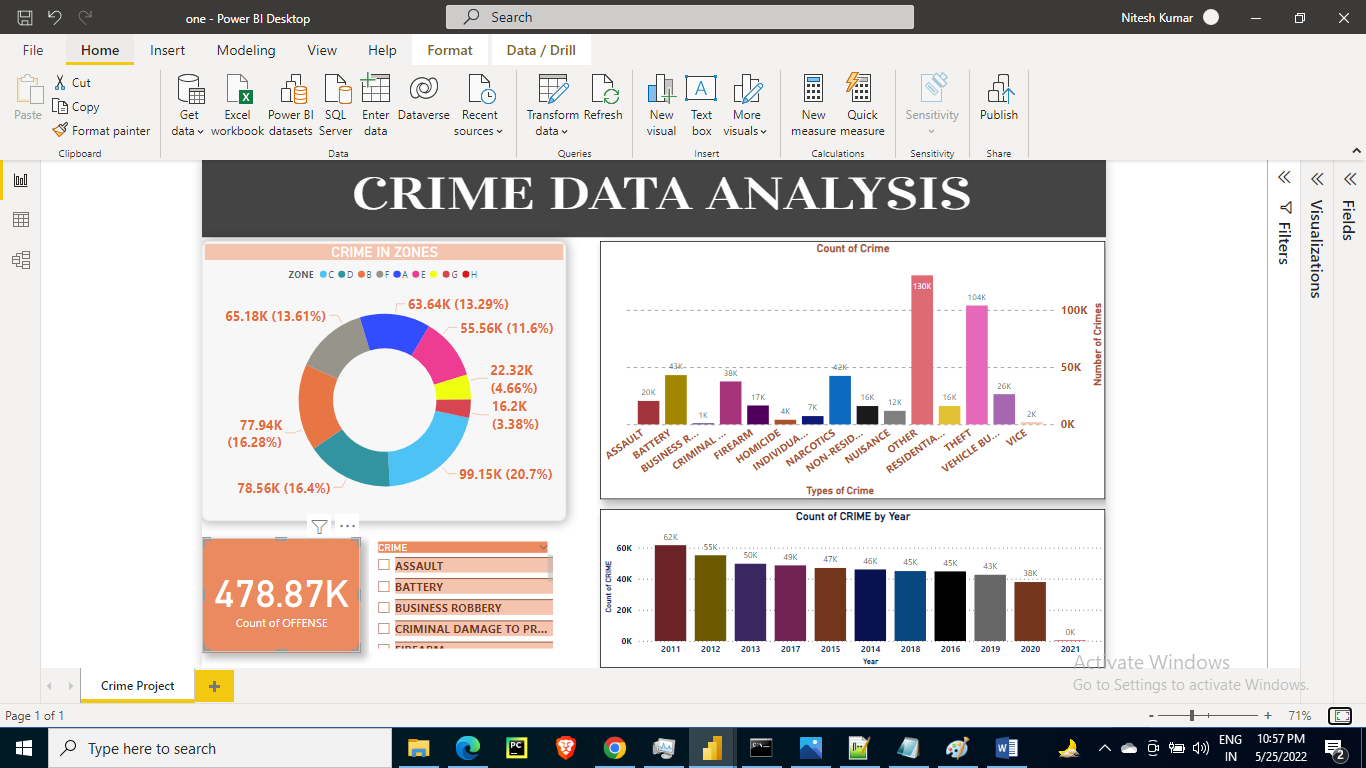 one - Power BI Desktop
Search
Nitesh Kumar
File Home Insert Modeling View Help Format Data / Drill
Paste
Cut
Copy
Format painter
Clipboard
Get data
Excel workbook
Power BI datasets
SQL Server
Enter data
Dataverse
Recent sources
Data
Transform data
Refresh
Queries
New visual
Text box
More visuals
Insert
New measure
Quick measure
Calculations
Sensitivity
Sensitivity
Publish
Share
CRIME DATA ANALYSIS
CRIME IN ZONES
ZONE C D B F A E G H
63.64K (13.29%)
65.18K (13.61%)
55.56K (11.6%)
22.32K
(4.66%)
16.2K
(3.38%)
77.94K
(16.28%)
99.15K (20.7%)
78.56K (16.4%)
478.87K
Count of OFFENSE
CRIME
ASSAULT
BATTERY
BUSINESS ROBBERY
CRIMINAL DAMAGE TO PR...
FIREARM
Count of Crime
20K 43K 1K 38K 17K 4K 7K 42K 16K 12K 130K 16K 104K 26K 2K
100K
50K
0K
Number of Crimes
ASSAULT
BATTERY
BUSINESS R...
CRIMINAL ...
FIREARM
HOMICIDE
INDIVIDUA...
NARCOTICS
NON-RESID...
NUISANCE
OTHER
RESIDENTIA...
THEFT
VEHICLE BU...
VICE
Types of Crime
Count of CRIME by Year
Count of CRIME
60K
40K
20K
0K
62K 55K 50K 49K 47K 46K 45K 45K 43K 38K 0K
2011 2012 2013 2017 2015 2014 2018 2016 2019 2020 2021
Year
Filters
Visualizations
Fields
Activate Windows
Go to Settings to activate Windows.
Crime Project
Page 1 of 1
- + 71%
Type here to search
ENG
IN
10:57 PM
5/25/2022
2